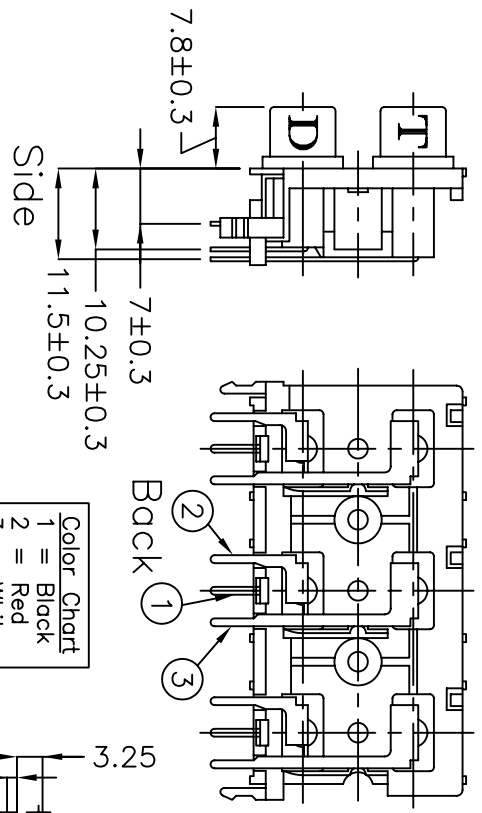 T
D
7.8±0.3
7±0.3
10.25±0.3
11.5±0.3
Side
Back
2
1
3
Color Chart
1 = Black
2 = Red
3.25